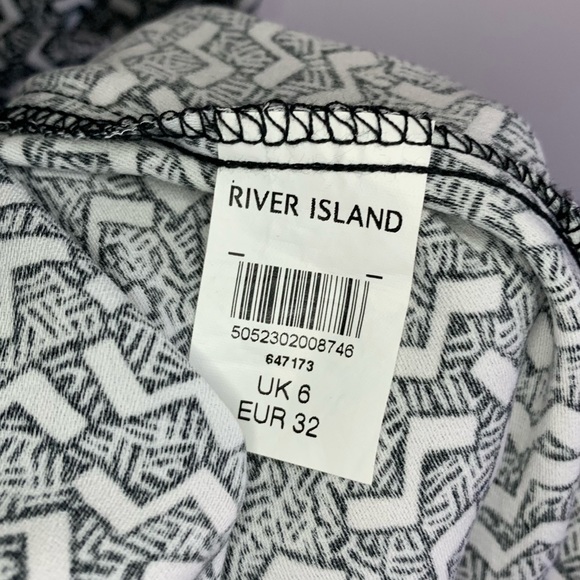 RIVER ISLAND
5052302008746
647173
UK 6
EUR 32